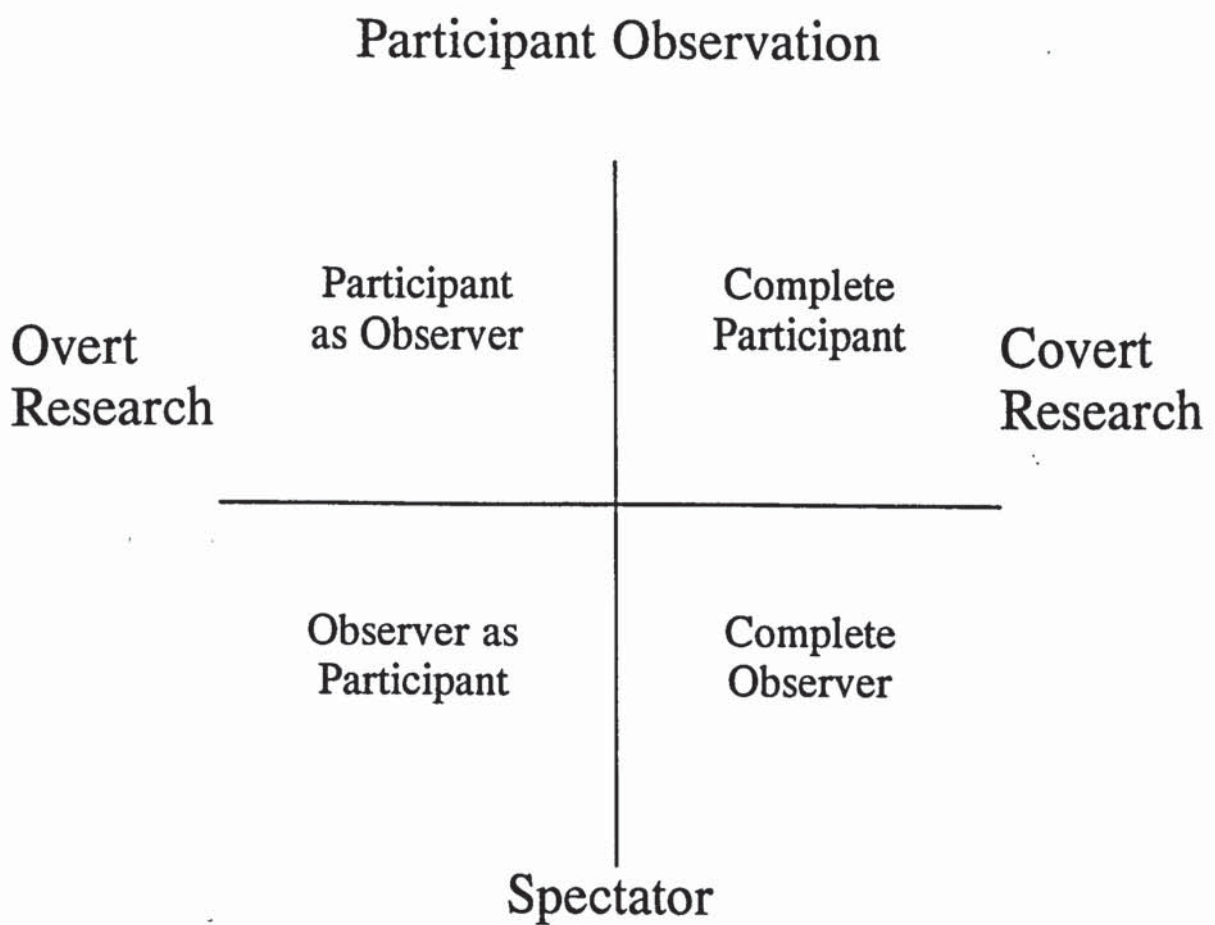 Participant Observation
Participant
as Observer
Complete
Participant
Overt
Research
Covert
Research
Observer as
Participant
Complete
Observer
Spectator